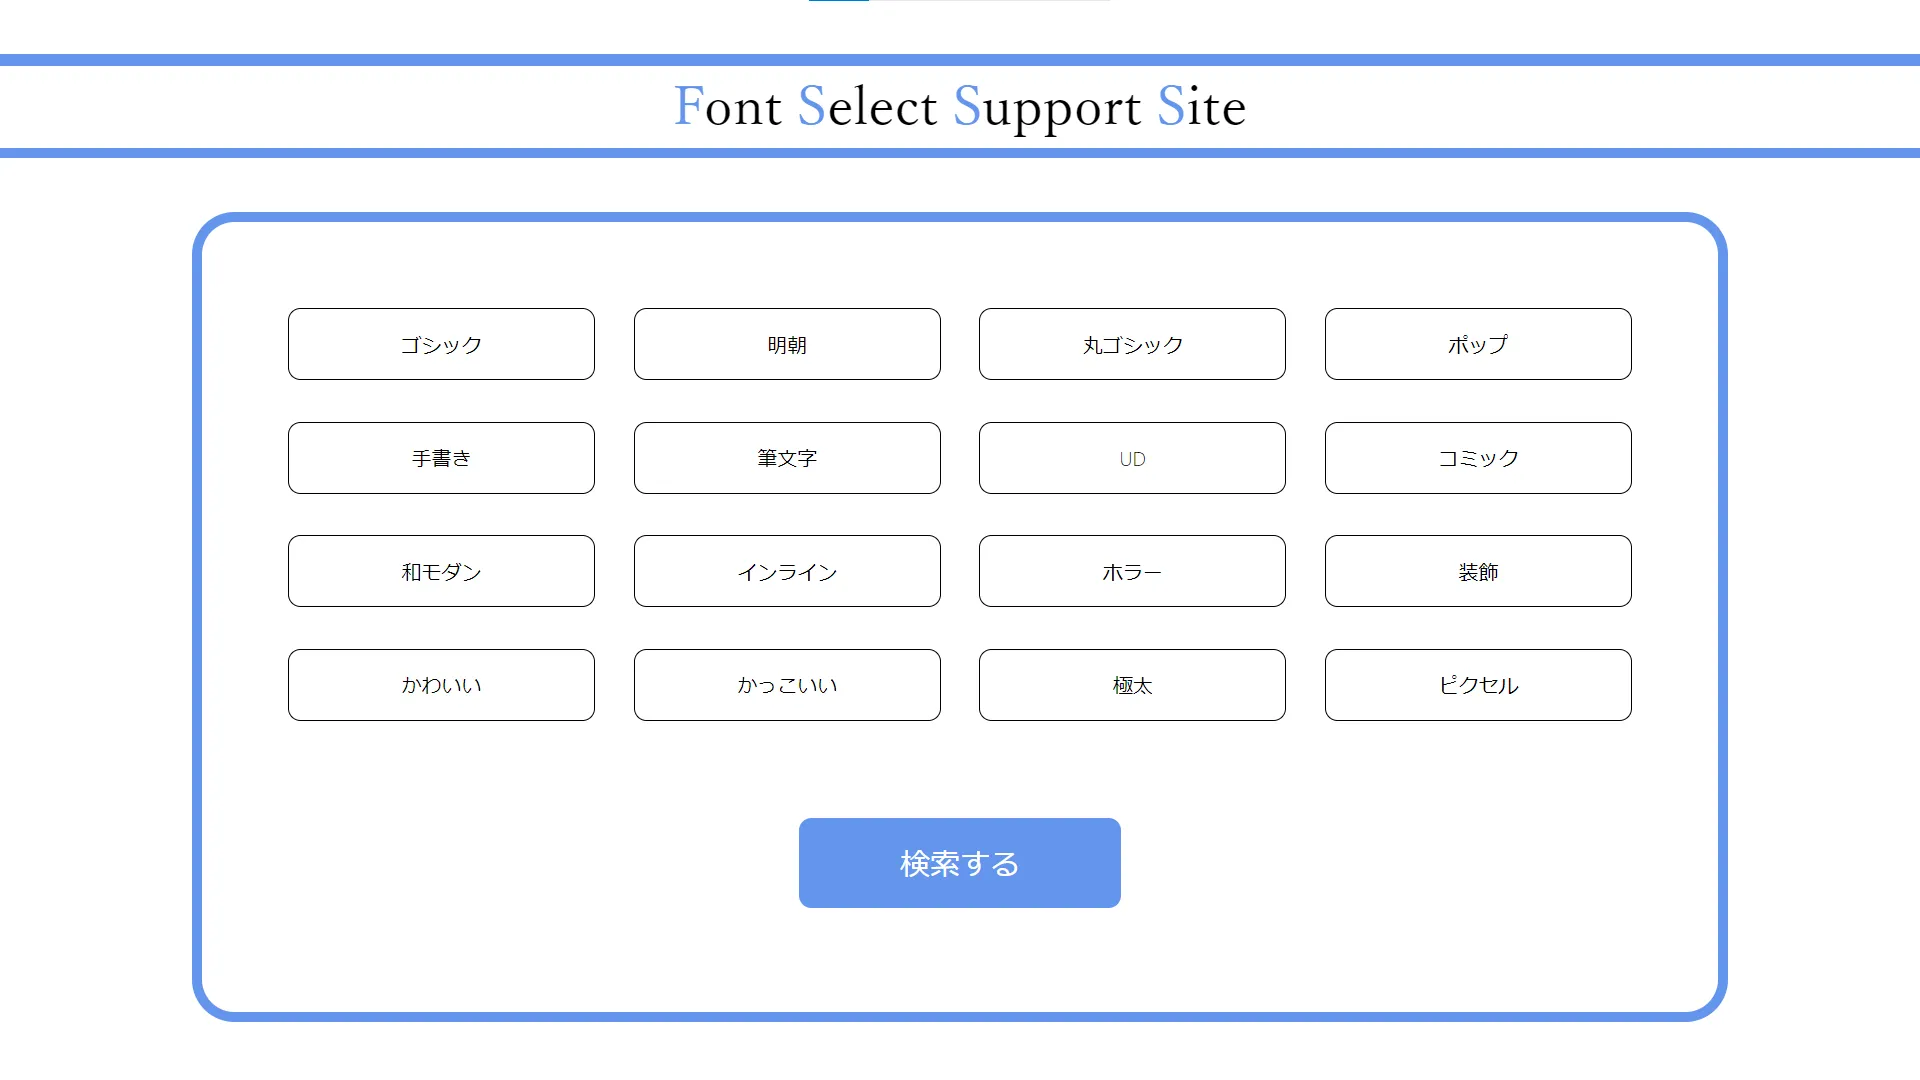 Font Select Support Site
ゴシック
明朝
丸ゴシック
ポップ
手書き
筆文字
UD
コミック
和モダン
インライン
ホラー
装飾
かわいい
かっこいい
極太
ピクセル
検索する